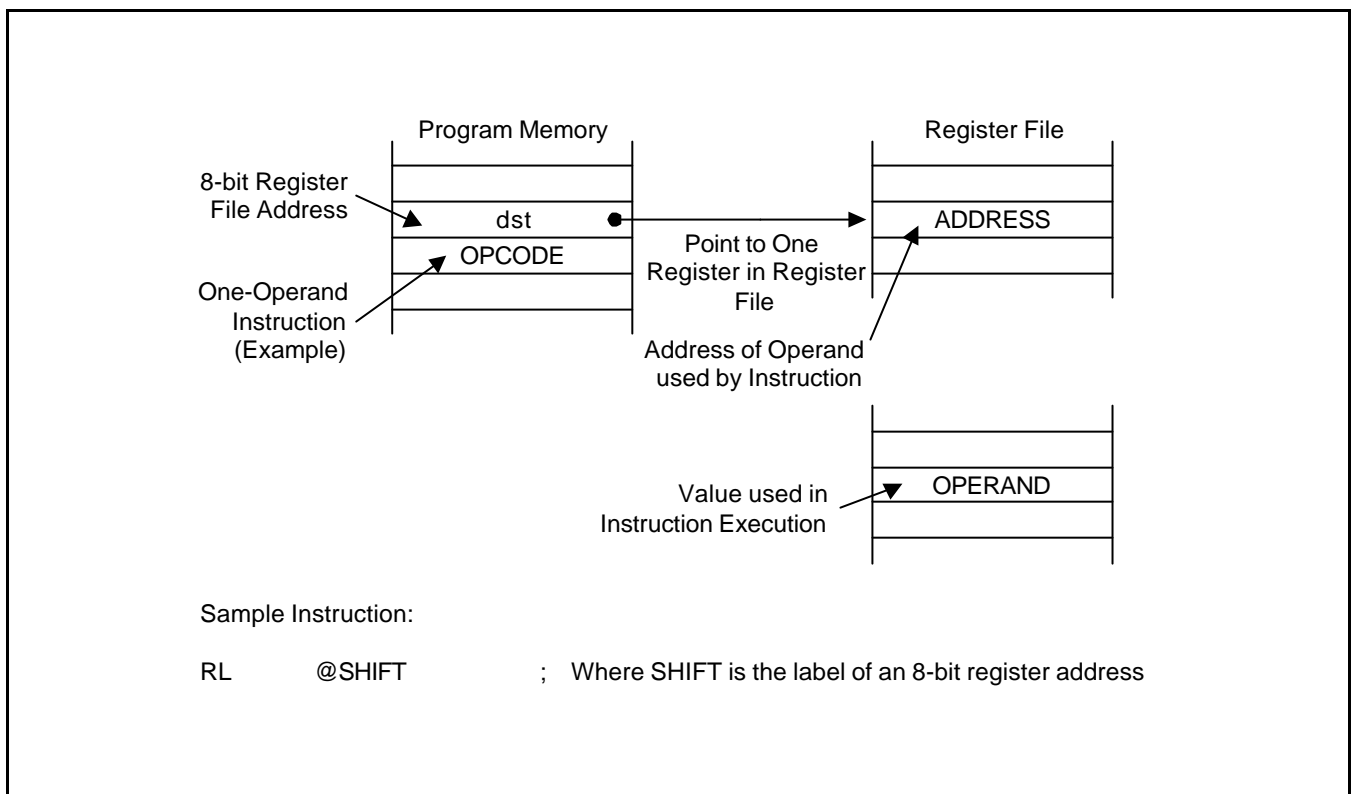 Program Memory
Register File
8-bit Register
File Address
dst
ADDRESS
OPCODE
Point to One
Register in Register
File
One-Operand
Instruction
(Example)
Address of Operand
used by Instruction
OPERAND
Value used in
Instruction Execution
Sample Instruction:
RL @SHIFT ; Where SHIFT is the label of an 8-bit register address